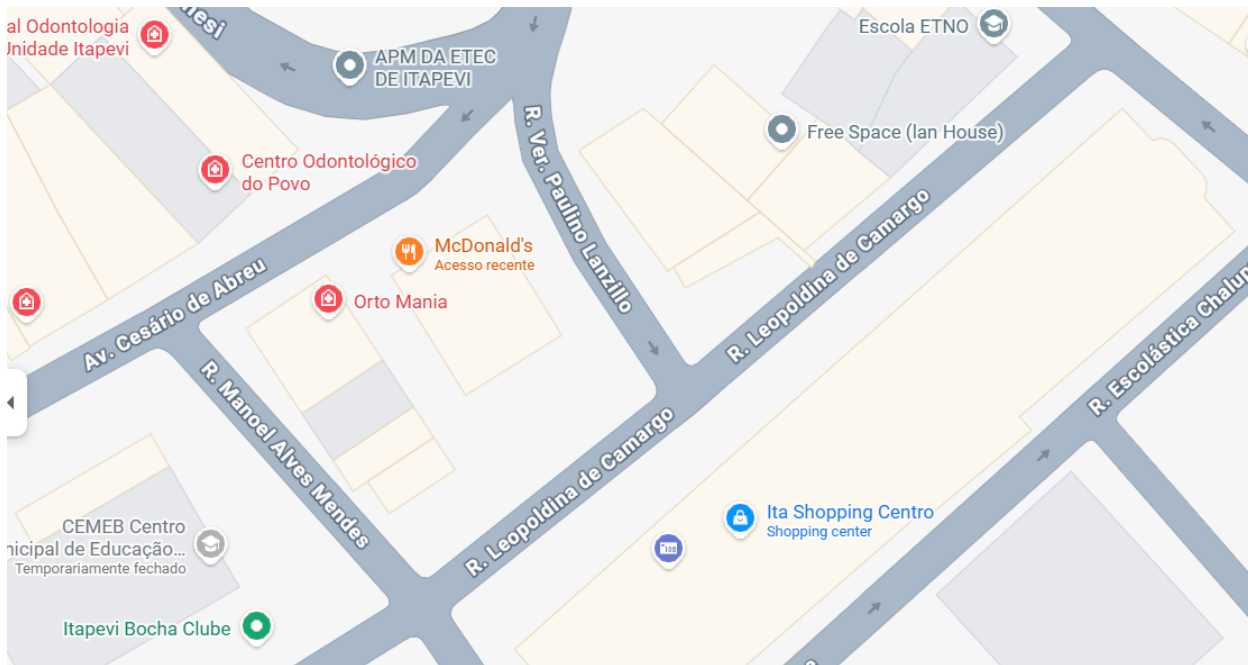 al Odontologia
Unidade Itapevi
nesi
APM DA ETEC
DE ITAPEVI
Escola ETNO
R. Ver. Paulino Lanzillo
Free Space (lan House)
Centro Odontológico
do Povo
McDonald's
Acesso recente
Orto Mania
Av. Cesário de Abreu
R. Leopoldina de Camargo
R. Escolástica Chalup
R. Manoel Alves Mendes
R. Leopoldina de Camargo
Ita Shopping Centro
Shopping center
CEMEB Centro
nicipal de Educação...
Temporariamente fechado
Itapevi Bocha Clube